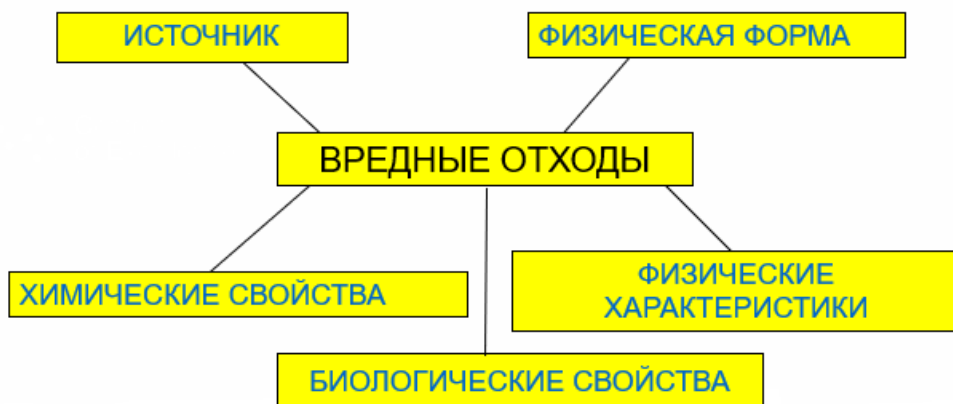 ИСТОЧНИК
ФИЗИЧЕСКАЯ ФОРМА
ВРЕДНЫЕ ОТХОДЫ
ХИМИЧЕСКИЕ СВОЙСТВА
ФИЗИЧЕСКИЕ
ХАРАКТЕРИСТИКИ
БИОЛОГИЧЕСКИЕ СВОЙСТВА